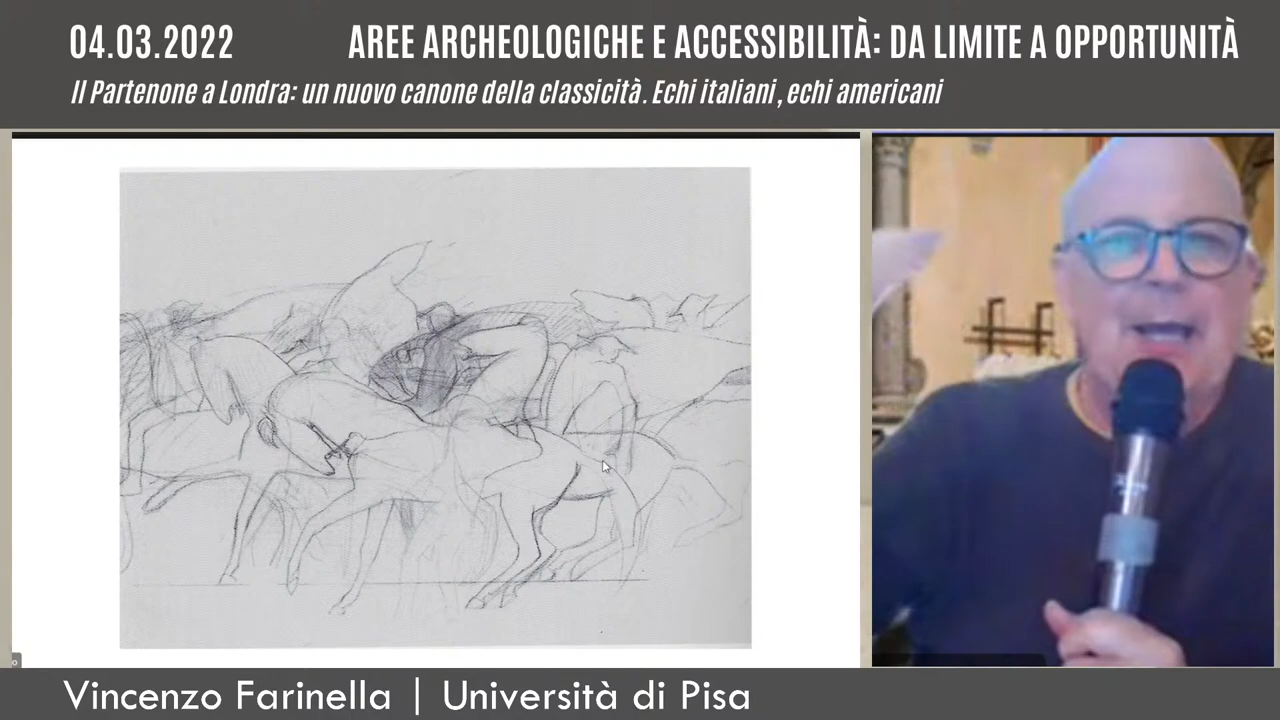 04.03.2022
AREE ARCHEOLOGICHE E ACCESSIBILITÀ: DA LIMITE A OPPORTUNITÀ
Il Partenone a Londra: un nuovo canone della classicità. Echi italiani, echi americani
Vincenzo Farinella | Università di Pisa